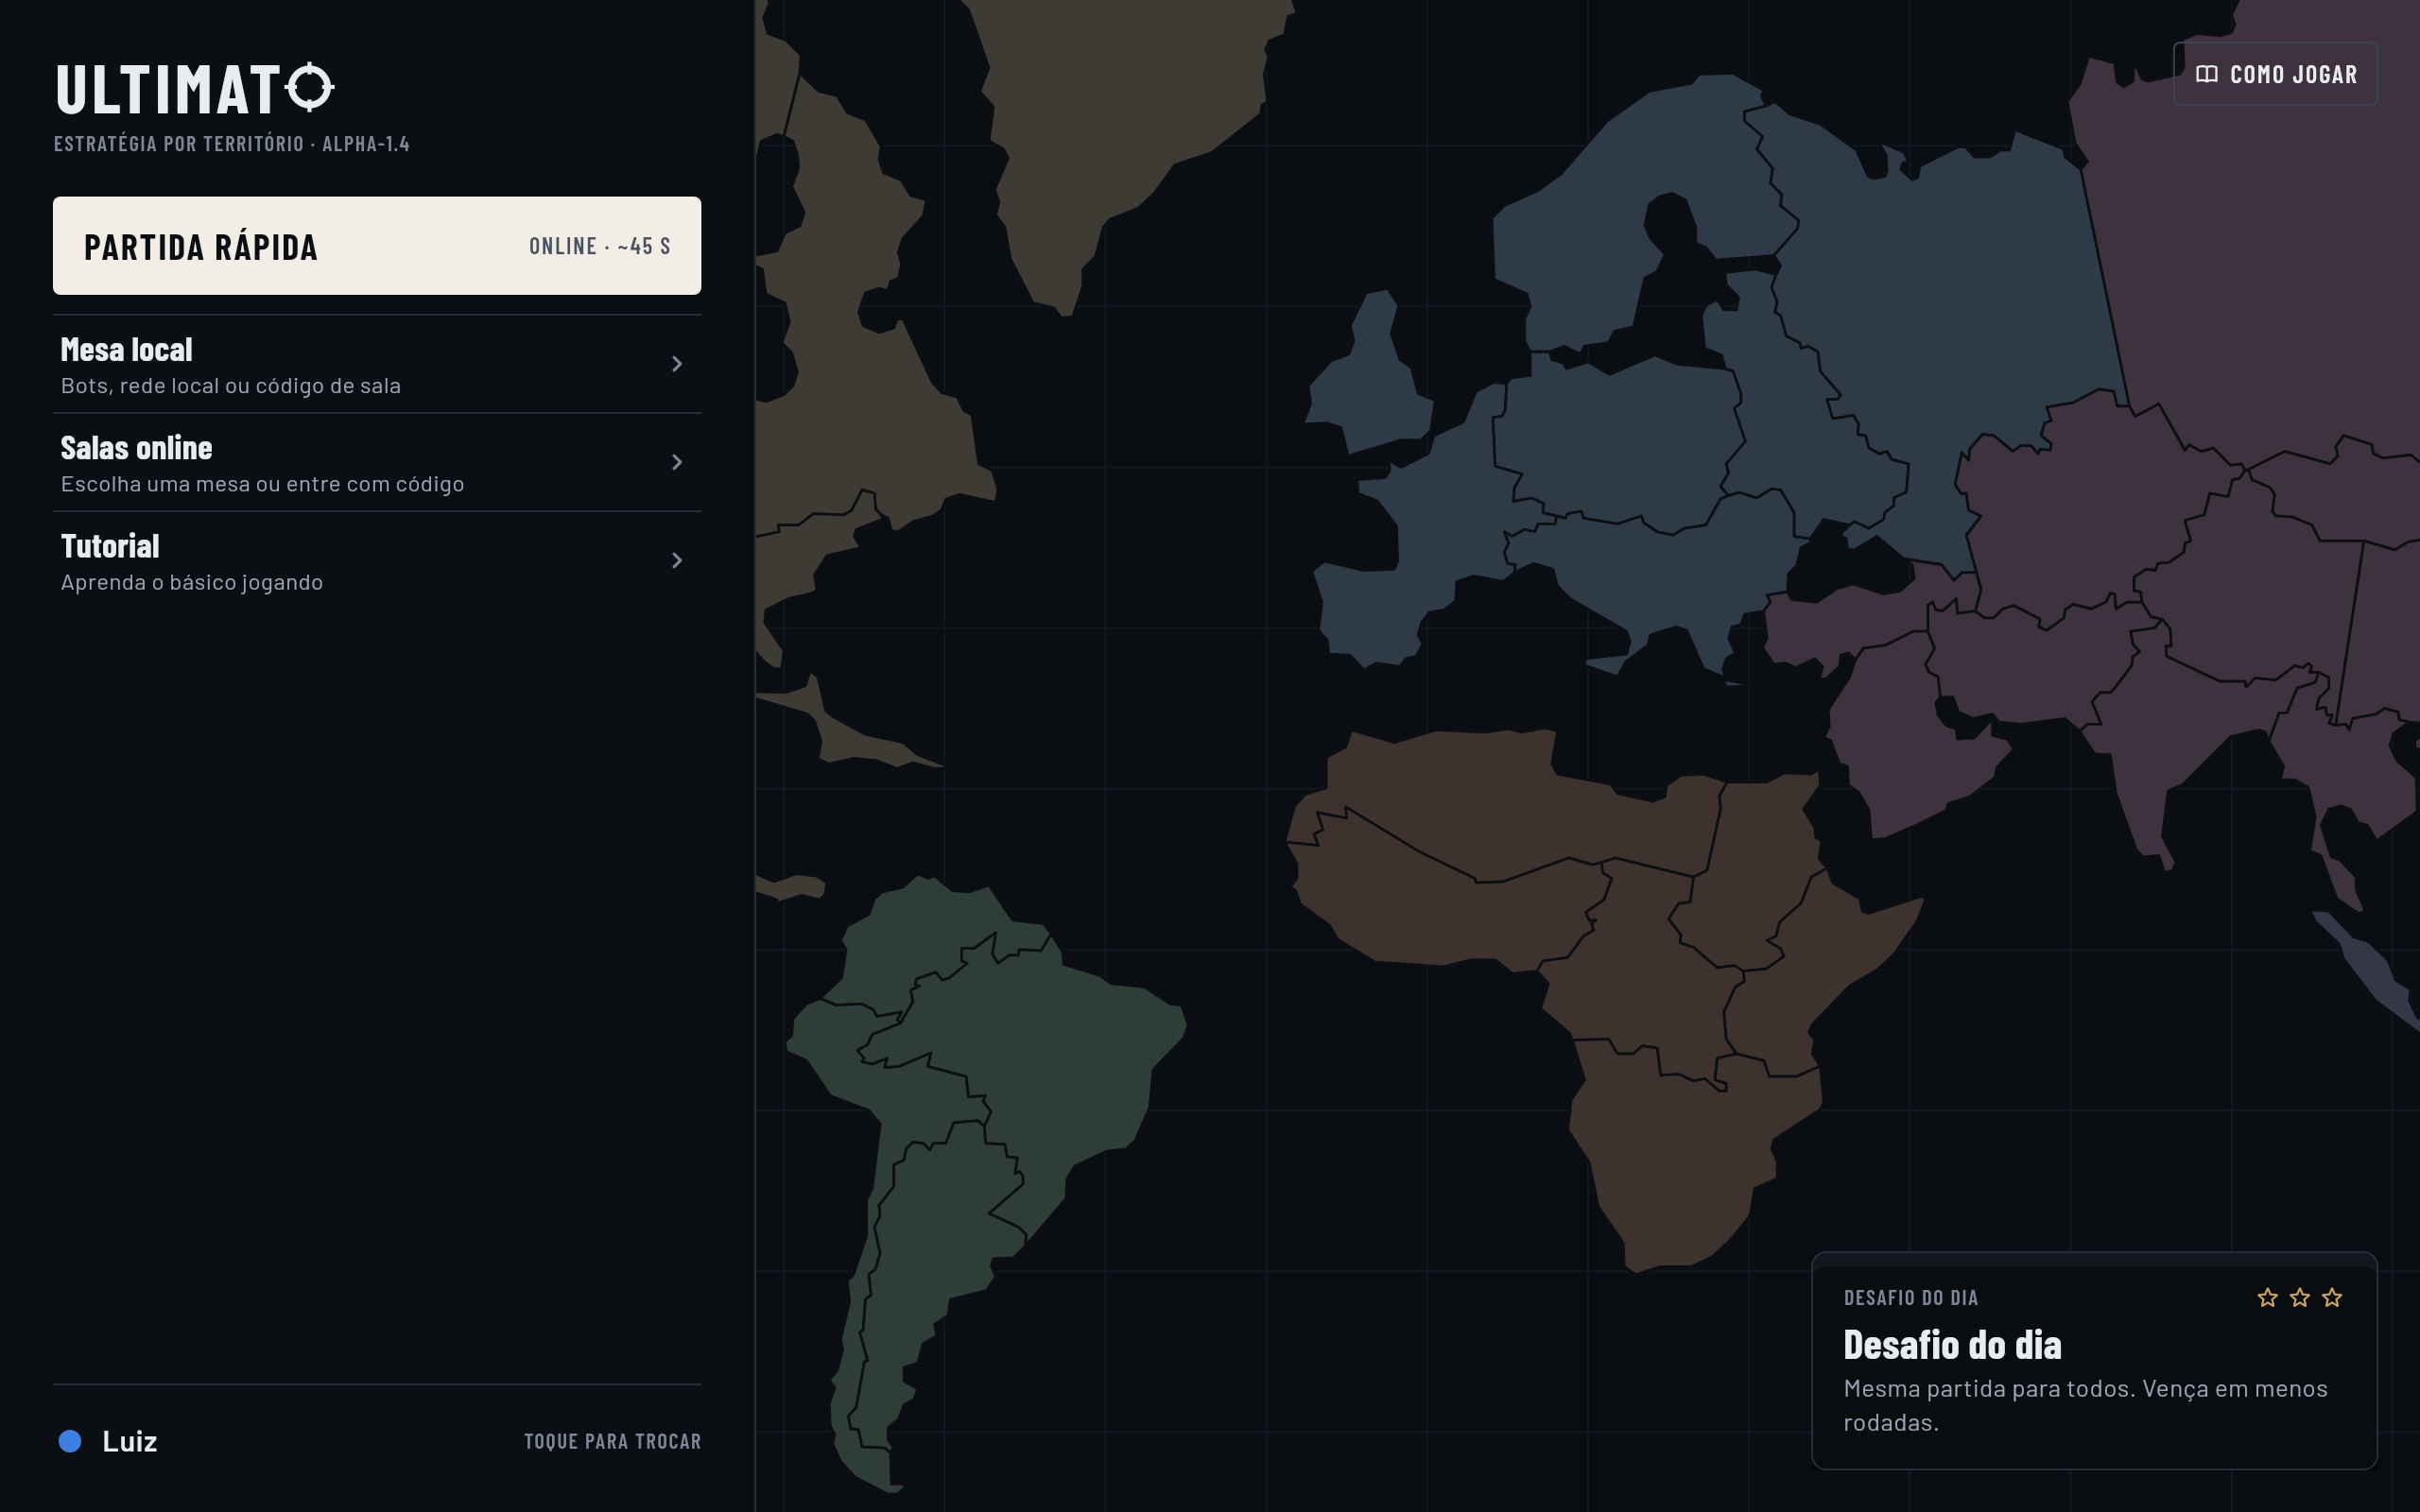 ULTIMATO
ESTRATÉGIA POR TERRITÓRIO · ALPHA-1.4
PARTIDA RÁPIDA
ONLINE · ~45 S
Mesa local
Bots, rede local ou código de sala
Salas online
Escolha uma mesa ou entre com código
Tutorial
Aprenda o básico jogando
Luiz
TOQUE PARA TROCAR
COMO JOGAR
DESAFIO DO DIA
Desafio do dia
Mesma partida para todos. Vença em menos
rodadas.